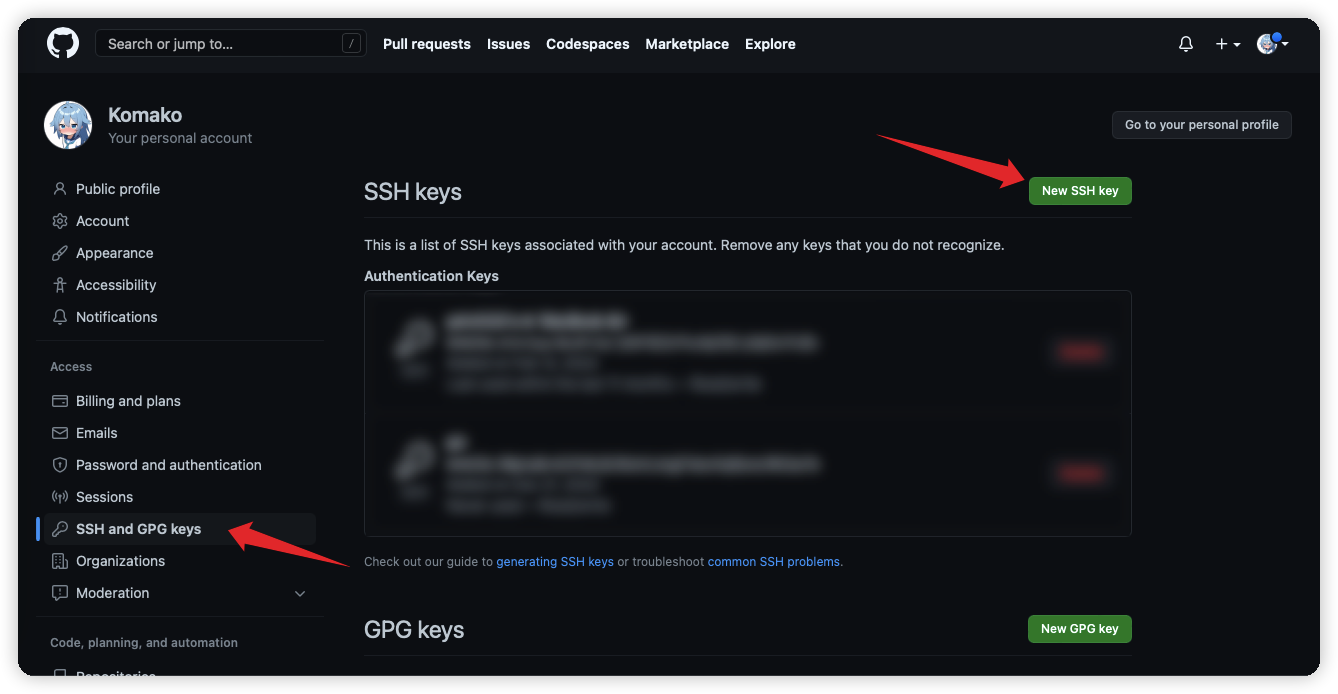 Search or jump to...
/
Pull requests
Issues
Codespaces
Marketplace
Explore
Komako
Your personal account
Go to your personal profile
Public profile
Account
Appearance
Accessibility
Notifications
Access
Billing and plans
Emails
Password and authentication
Sessions
SSH and GPG keys
Organizations
Moderation
Code, planning, and automation
Repositories
SSH keys
New SSH key
This is a list of SSH keys associated with your account. Remove any keys that you do not recognize.
Authentication Keys
Check out our guide to generating SSH keys or troubleshoot common SSH problems.
GPG keys
New GPG key